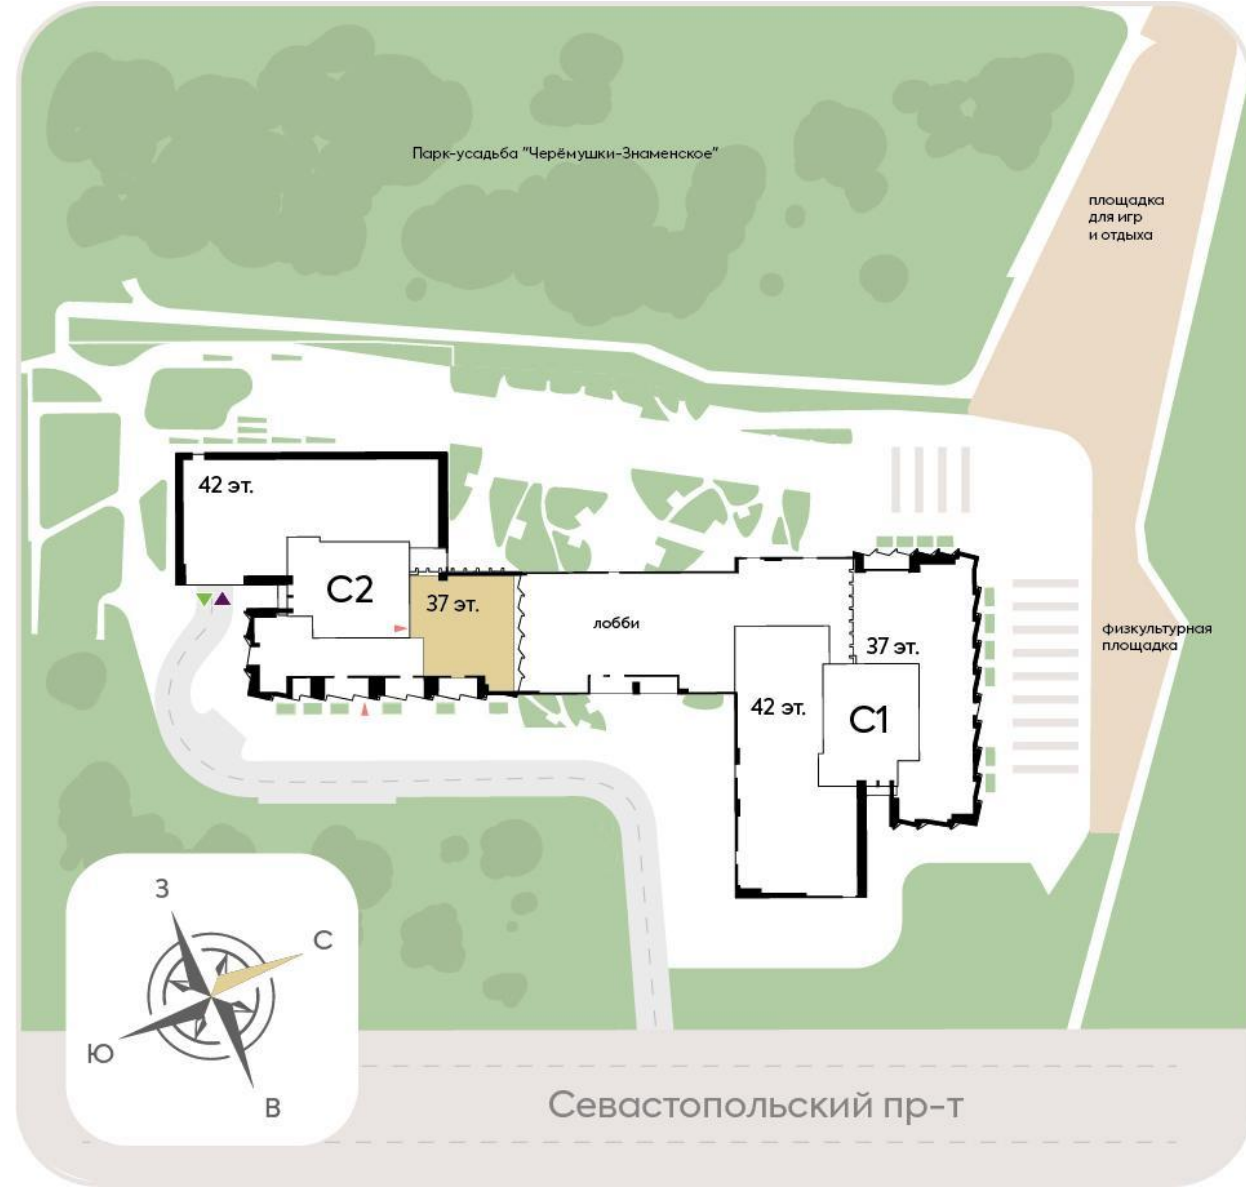 Парк-усадьба "Черёмушки-Знаменское"
площадка
для игр
и отдыха
42 эт.
С2
37 эт.
лобби
37 эт.
физкультурная
площадка
42 эт.
С1
З
С
Ю
В
Севастопольский пр-т